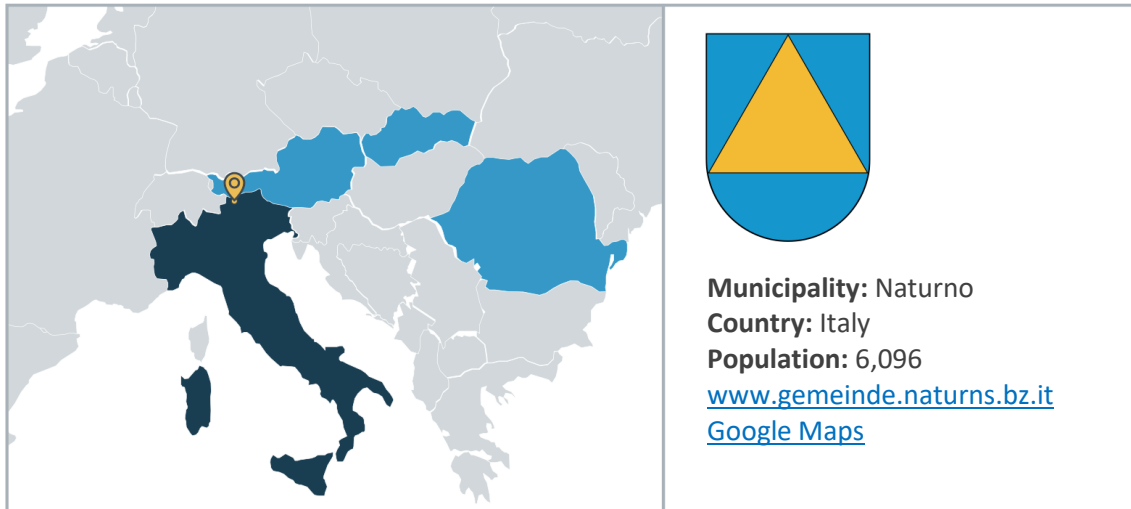 Municipality: Naturno
Country: Italy
Population: 6,096
www.gemeinde.naturns.bz.it
Google Maps